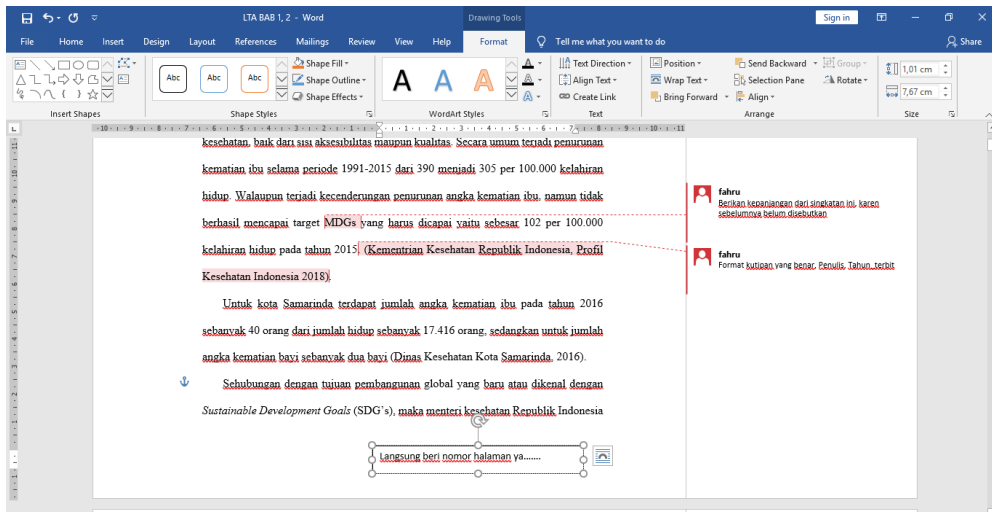 LTA BAB 1, 2 - Word
Drawing Tools
Sign in
File Home Insert Design Layout References Mailings Review View Help Format Tell me what you want to do Share
Abc Abc Abc
Shape Fill
Shape Outline
Shape Effects
A A A
Text Direction
Align Text
Create Link
Position
Wrap Text
Bring Forward
Send Backward
Selection Pane
Align
Group
Rotate
1,01 cm
7,67 cm
Insert Shapes Shape Styles WordArt Styles Text Arrange Size
kesehatan, baik dari sisi aksesibilitas maupun kualitas. Secara umum terjadi penurunan
kematian ibu selama periode 1991-2015 dari 390 menjadi 305 per 100.000 kelahiran
hidup. Walaupun terjadi kecenderungan penurunan angka kematian ibu, namun tidak
berhasil mencapai target MDGs yang harus dicapai yaitu sebesar 102 per 100.000
kelahiran hidup pada tahun 2015. (Kementrian Kesehatan Republik Indonesia, Profil
Kesehatan Indonesia 2018).
Untuk kota Samarinda terdapat jumlah angka kematian ibu pada tahun 2016
sebanyak 40 orang dari jumlah hidup sebanyak 17.416 orang, sedangkan untuk jumlah
angka kematian bayi sebanyak dua bayi (Dinas Kesehatan Kota Samarinda, 2016).
Sehubungan dengan tujuan pembangunan global yang baru atau dikenal dengan
Sustainable Development Goals (SDG's), maka menteri kesehatan Republik Indonesia
Langsung beri nomor halaman ya.......
fahru
Berikan kepanjangan dari singkatan ini, karen
sebelumnya belum disebutkan
fahru
Format kutipan yang benar, Penulis, Tahun_terbit